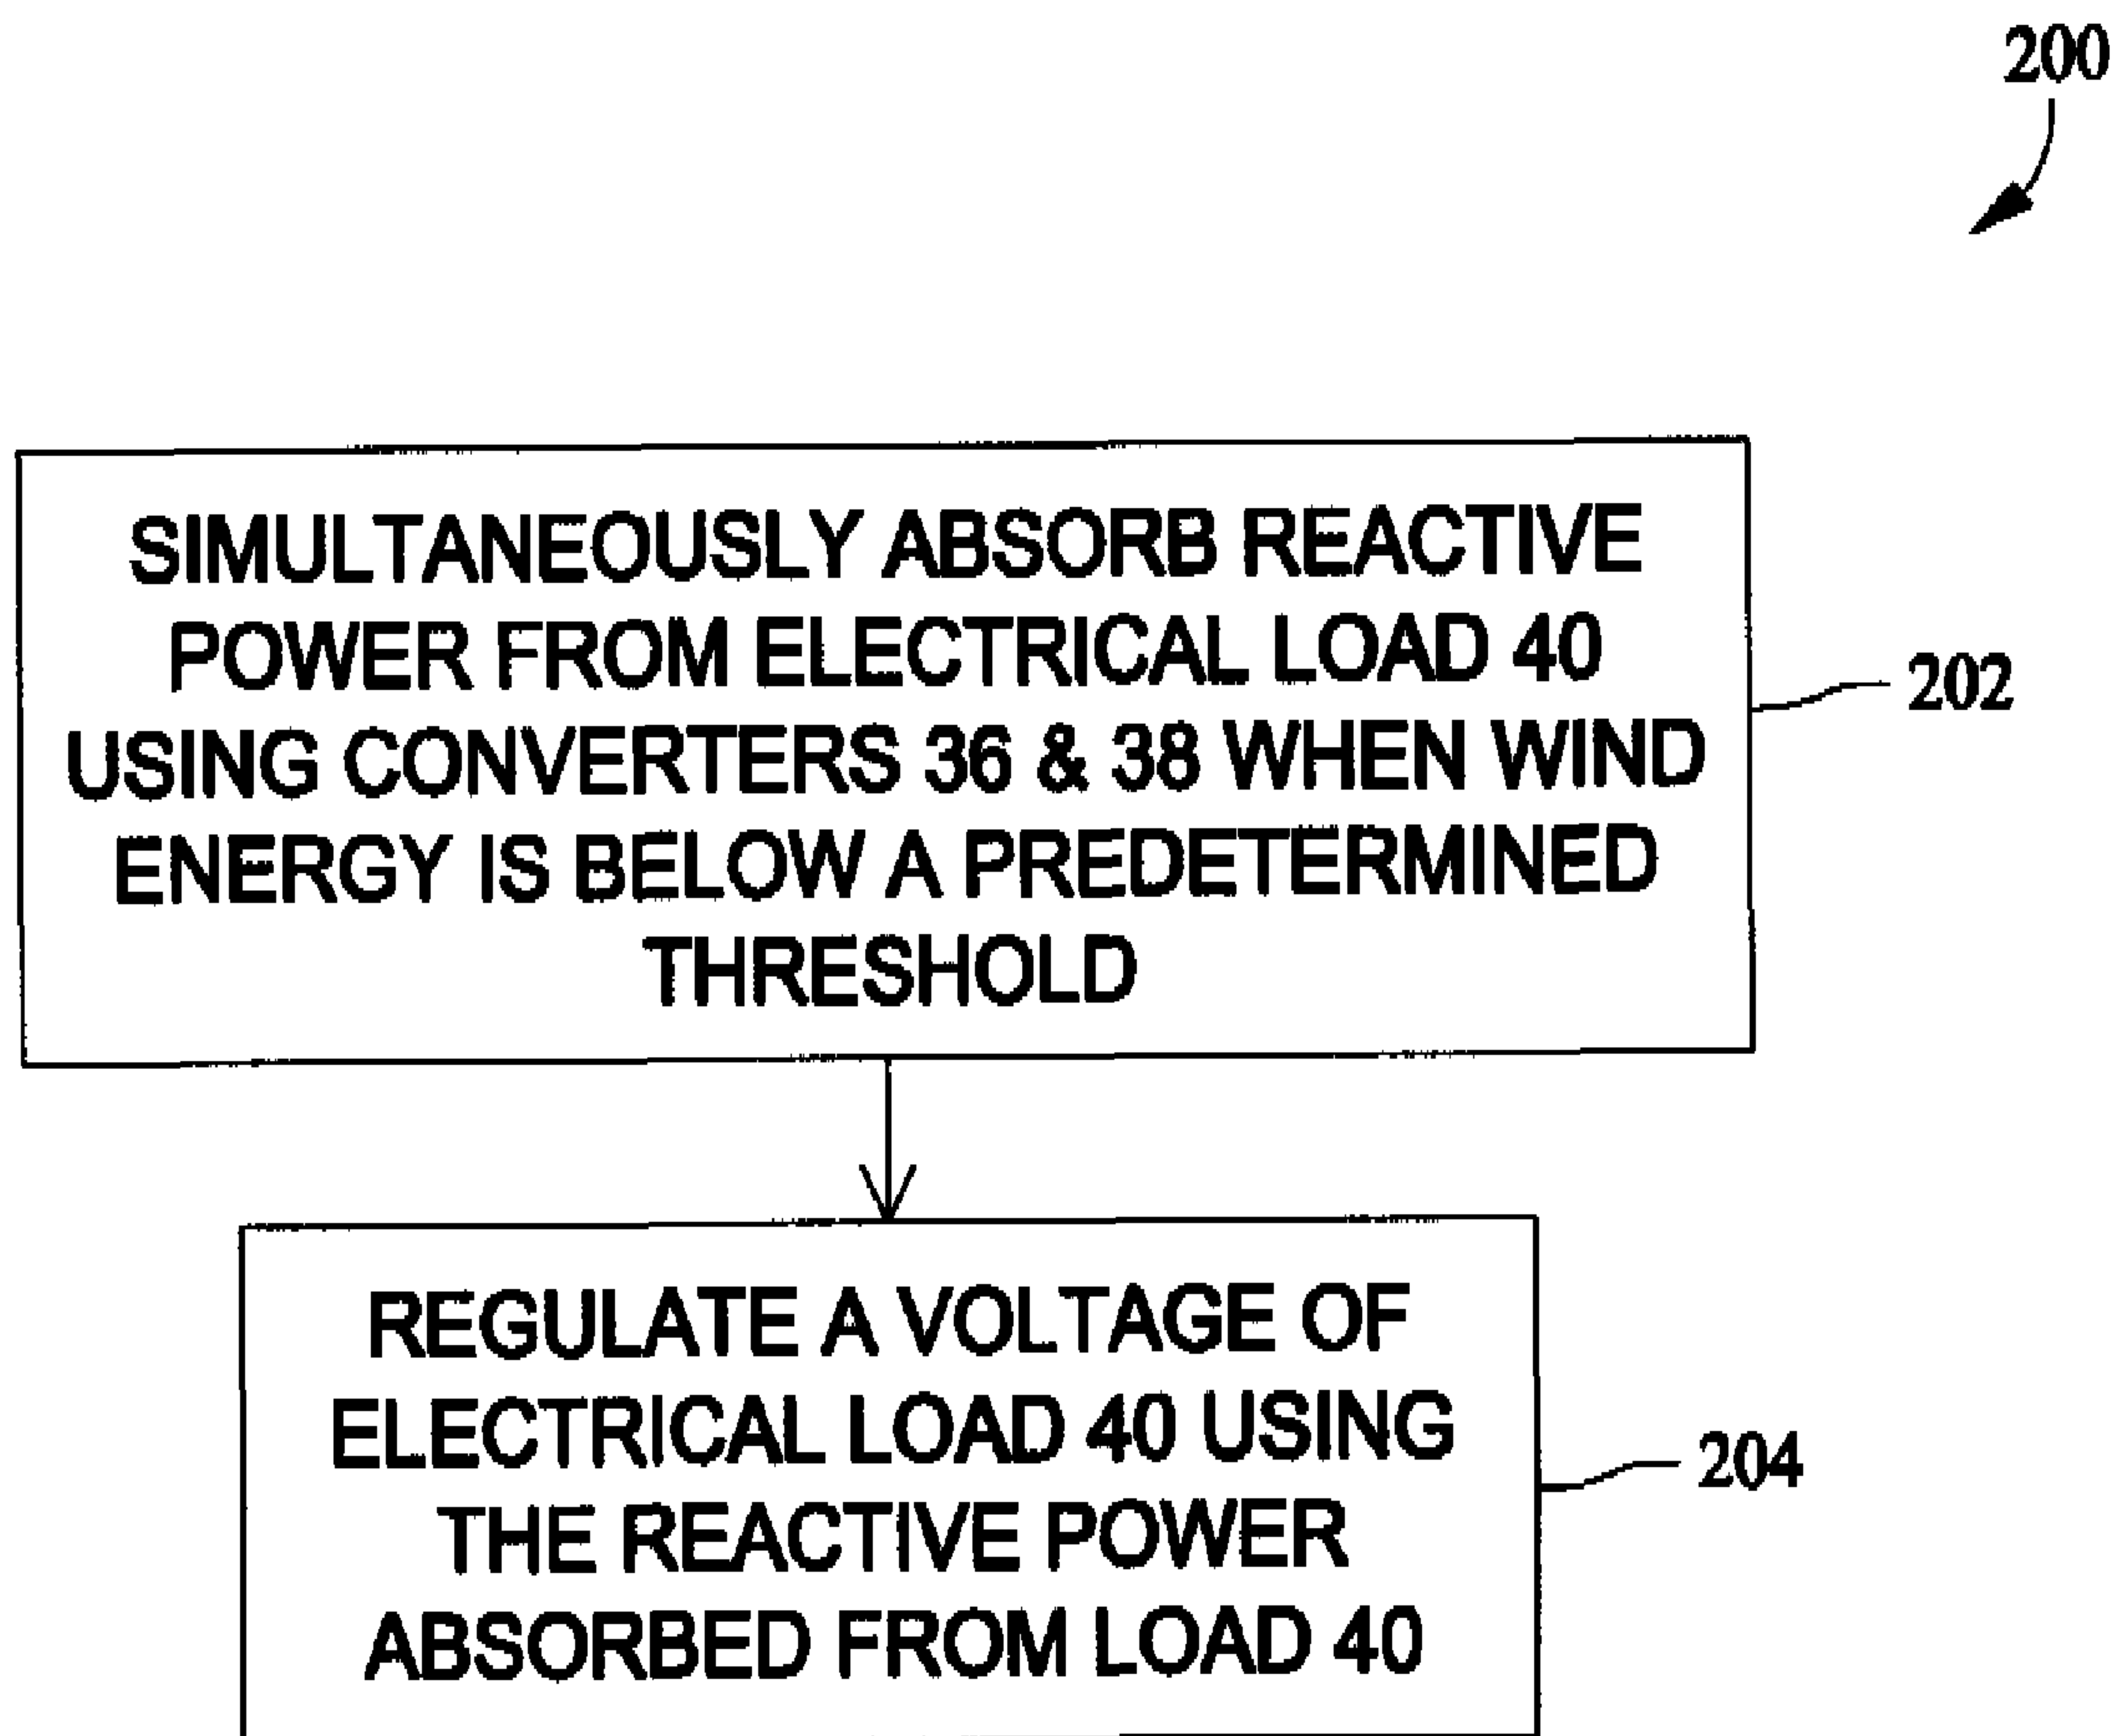 200
SIMULTANEOUSLY ABSORB REACTIVE
POWER FROM ELECTRICAL LOAD 40
USING CONVERTERS 36 & 38 WHEN WIND
ENERGY IS BELOW A PREDETERMINED
THRESHOLD
202
REGULATE A VOLTAGE OF
ELECTRICAL LOAD 40 USING
THE REACTIVE POWER
ABSORBED FROM LOAD 40
204